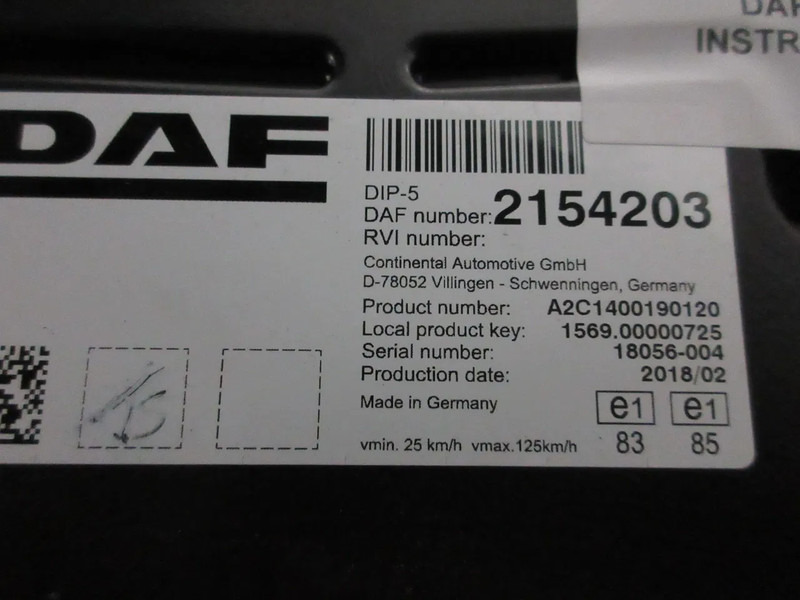 INSTR
DAF
DIP-5
DAF number: 2154203
RVI number:
Continental Automotive GmbH
D-78052 Villingen - Schwenningen, Germany
Product number: A2C1400190120
Local product key: 1569.00000725
Serial number: 18056-004
Production date: 2018/02
Made in Germany
e1 e1
83 85
vmin. 25 km/h vmax.125km/h
15